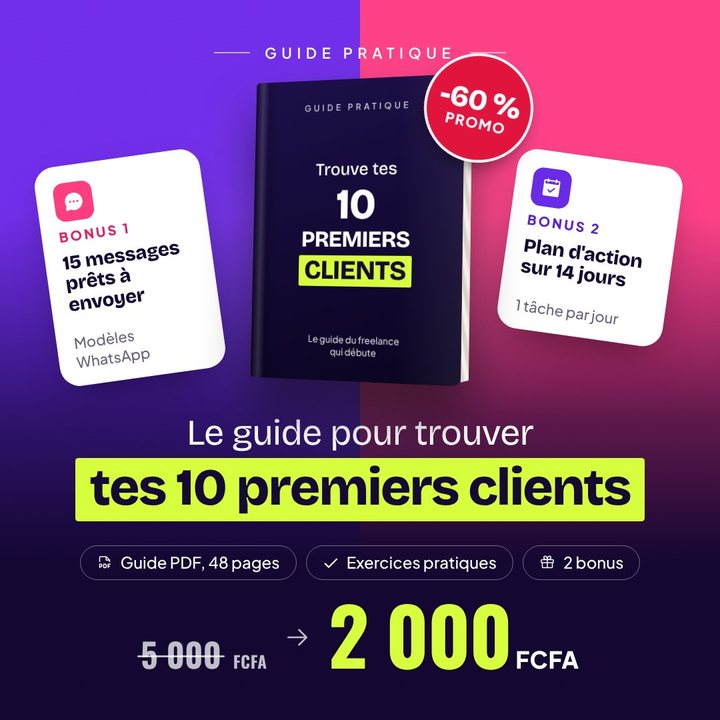 GUIDE PRATIQUE
GUIDE PRATIQUE
-60 %
PROMO
Trouve tes
10
PREMIERS
CLIENTS
Le guide du freelance
qui débute
BONUS 1
15 messages
prêts à
envoyer
Modèles
WhatsApp
BONUS 2
Plan d'action
sur 14 jours
1 tâche par jour
Le guide pour trouver
tes 10 premiers clients
PDF Guide PDF, 48 pages
Exercices pratiques
2 bonus
5 000 FCFA → 2 000 FCFA